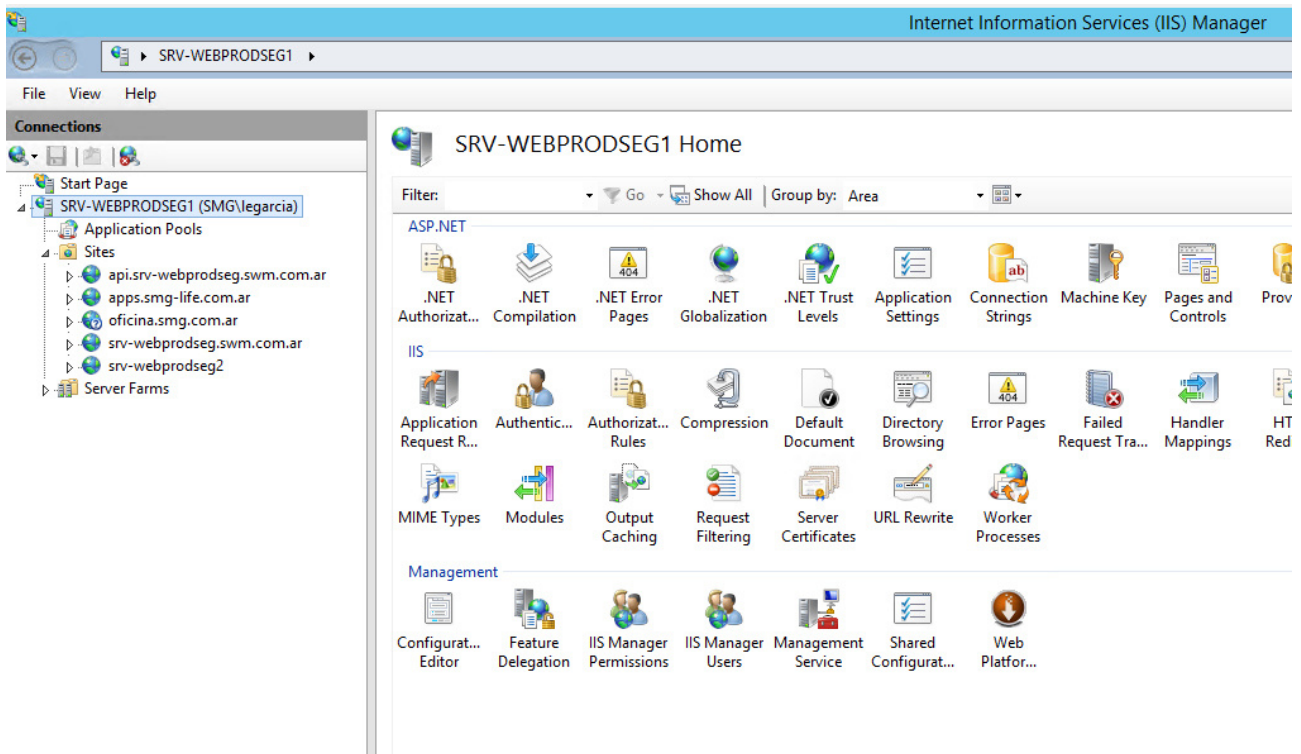 Internet Information Services (IIS) Manager
SRV-WEBPRODSEG1
File View Help
Connections
Start Page
SRV-WEBPRODSEG1 (SMG\legarcia)
Application Pools
Sites
api.srv-webprodseg.swm.com.ar
apps.smg-life.com.ar
oficina.smg.com.ar
srv-webprodseg.swm.com.ar
srv-webprodseg2
Server Farms
SRV-WEBPRODSEG1 Home
Filter: Go Show All Group by: Area
ASP.NET
.NET .NET .NET Error .NET .NET Trust Application Connection Machine Key Pages and Prov
Authorizat... Compilation Pages Globalization Levels Settings Strings Controls
IIS
Application Authentic... Authorizat... Compression Default Directory Error Pages Failed Handler HT
Request R... Rules Document Browsing Request Tra... Mappings Red
MIME Types Modules Output Request Server URL Rewrite Worker
Caching Filtering Certificates Processes
Management
Configurat... Feature IIS Manager IIS Manager Management Shared Web
Editor Delegation Permissions Users Service Configurat... Platfor...